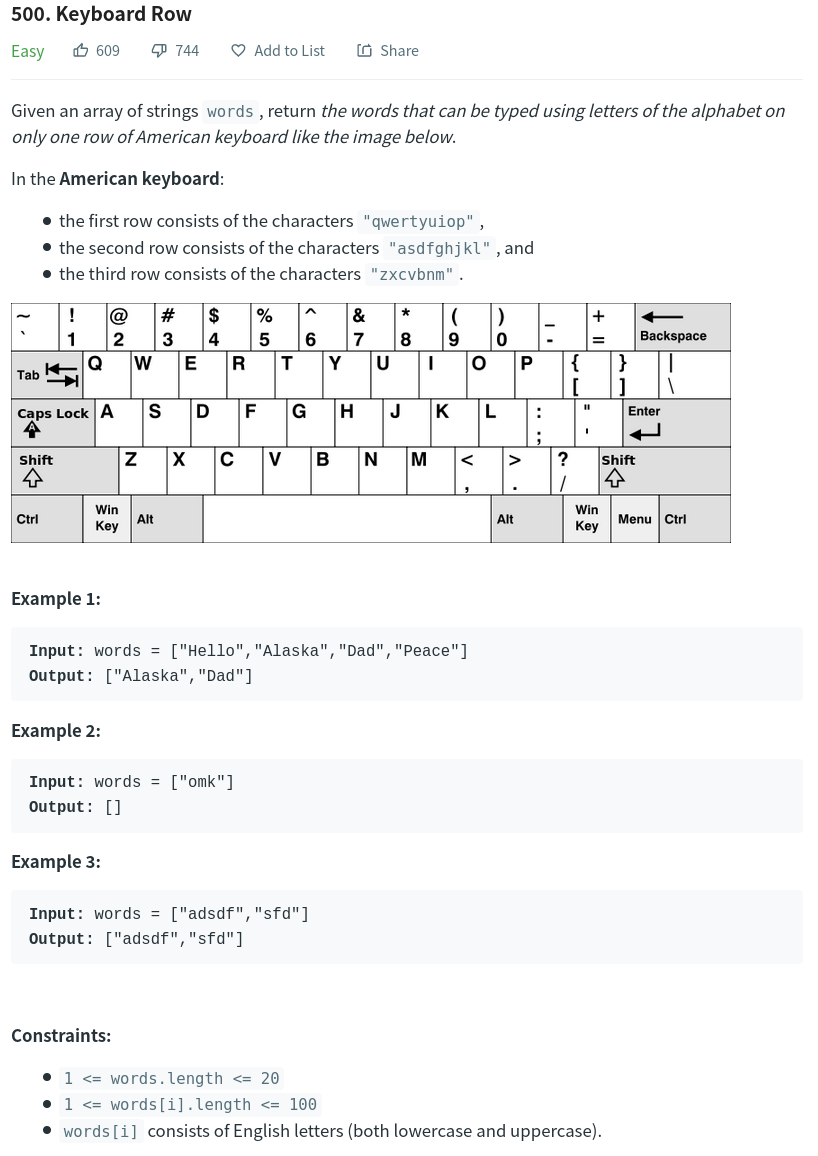 500. Keyboard Row
Easy 609 744 Add to List Share
Given an array of strings words , return the words that can be typed using letters of the alphabet on
only one row of American keyboard like the image below.
In the American keyboard:
• the first row consists of the characters "qwertyuiop" ,
• the second row consists of the characters "asdfghjkl" , and
• the third row consists of the characters "zxcvbnm" .
~ ! @ # $ % ^ & * ( ) _ + Backspace
` 1 2 3 4 5 6 7 8 9 0 - =
Tab Q W E R T Y U I O P { } |
[ ] \
Caps Lock A S D F G H J K L : " Enter
; '
Shift Z X C V B N M < > ? Shift
, . /
Ctrl Win Key Alt Alt Win Key Menu Ctrl
Example 1:
Input: words = ["Hello","Alaska","Dad","Peace"]
Output: ["Alaska","Dad"]
Example 2:
Input: words = ["omk"]
Output: []
Example 3:
Input: words = ["adsdf","sfd"]
Output: ["adsdf","sfd"]
Constraints:
• 1 <= words.length <= 20
• 1 <= words[i].length <= 100
• words[i] consists of English letters (both lowercase and uppercase).